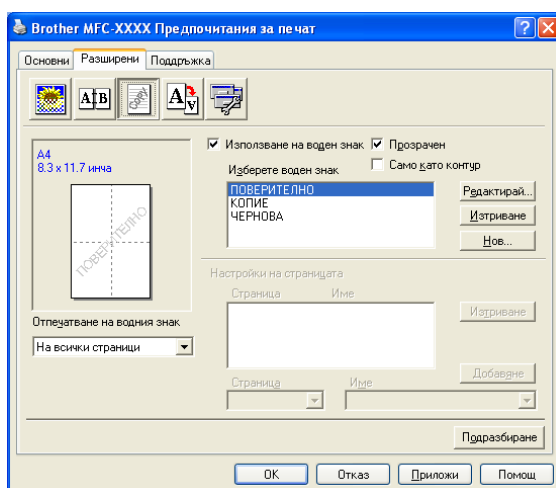 Brother MFC-XXXX Предпочитания за печат
Основни Разширени Поддръжка
A B
COPY
A V
Използване на воден знак Прозрачен
Само като контур
A4
8.3 x 11.7 инча
Изберете воден знак
ПОВЕРИТЕЛНО
КОПИЕ
ЧЕРНОВА
Редактирай...
Изтриване
Нов...
ПОВЕРИТЕЛНО
Отпечатване на водния знак
На всички страници
Настройки на страницата
Страница Име
Изтриване
Добавяне
Страница Име
Подразбиране
OK Отказ Приложи Помощ